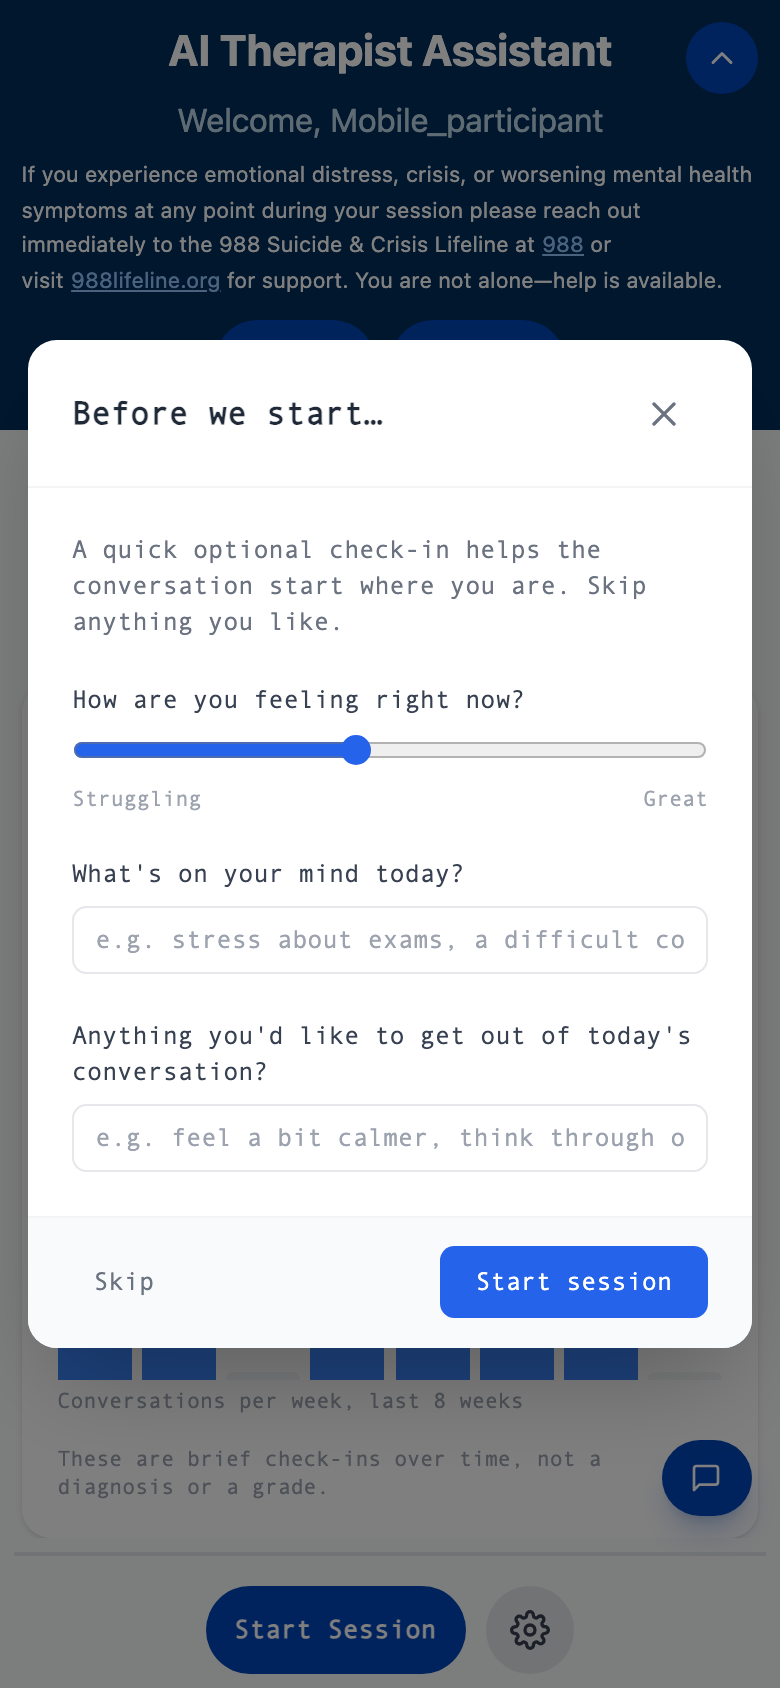 AI Therapist Assistant
Welcome, Mobile_participant
If you experience emotional distress, crisis, or worsening mental health
symptoms at any point during your session please reach out
immediately to the 988 Suicide & Crisis Lifeline at 988 or
visit 988lifeline.org for support. You are not alone—help is available.
Before we start…
A quick optional check-in helps the
conversation start where you are. Skip
anything you like.
How are you feeling right now?
Struggling Great
What's on your mind today?
e.g. stress about exams, a difficult co
Anything you'd like to get out of today's
conversation?
e.g. feel a bit calmer, think through o
Skip Start session
Conversations per week, last 8 weeks
These are brief check-ins over time, not a
diagnosis or a grade.
Start Session